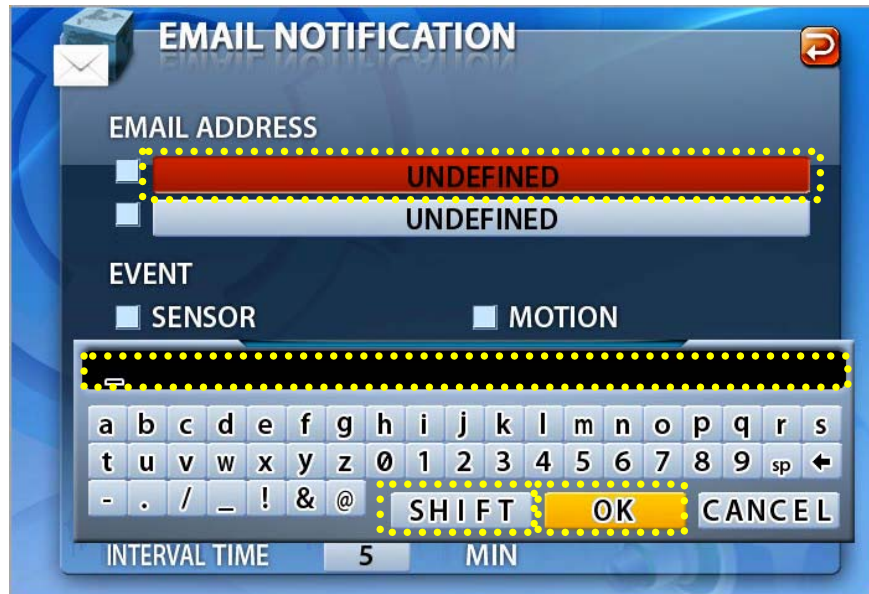 EMAIL NOTIFICATION
EMAIL ADDRESS
UNDEFINED
UNDEFINED
EVENT
SENSOR MOTION
_
a b c d e f g h i j k l m n o p q r s
t u v w x y z 0 1 2 3 4 5 6 7 8 9 sp ←
- . / _ ! & @ SHIFT OK CANCEL
INTERVAL TIME 5 MIN